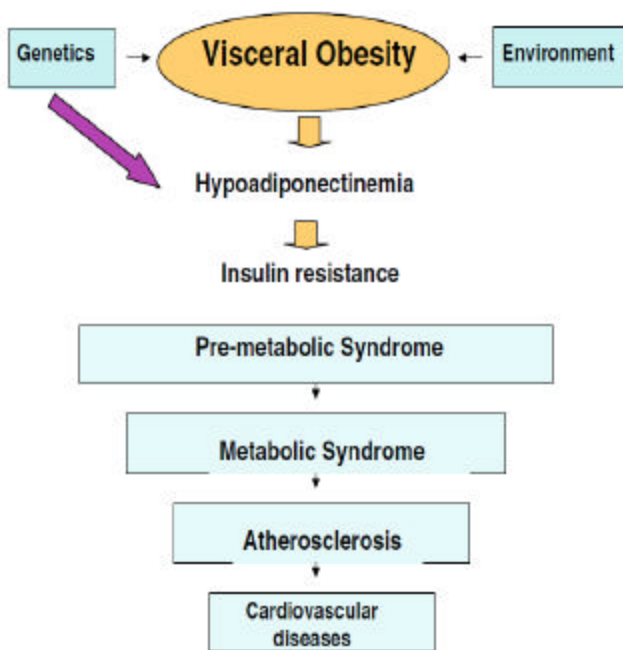 Genetics
Visceral Obesity
Environment
Hypoadiponectinemia
Insulin resistance
Pre-metabolic Syndrome
Metabolic Syndrome
Atherosclerosis
Cardiovascular
diseases